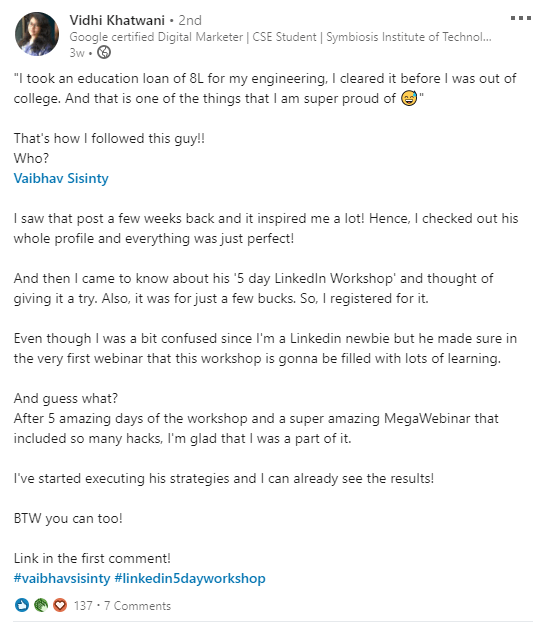 Vidhi Khatwani • 2nd
Google certified Digital Marketer | CSE Student | Symbiosis Institute of Technol...
3w •
"I took an education loan of 8L for my engineering, I cleared it before I was out of
college. And that is one of the things that I am super proud of 😅"
That's how I followed this guy!!
Who?
Vaibhav Sisinty
I saw that post a few weeks back and it inspired me a lot! Hence, I checked out his
whole profile and everything was just perfect!
And then I came to know about his '5 day LinkedIn Workshop' and thought of
giving it a try. Also, it was for just a few bucks. So, I registered for it.
Even though I was a bit confused since I'm a Linkedin newbie but he made sure in
the very first webinar that this workshop is gonna be filled with lots of learning.
And guess what?
After 5 amazing days of the workshop and a super amazing MegaWebinar that
included so many hacks, I'm glad that I was a part of it.
I've started executing his strategies and I can already see the results!
BTW you can too!
Link in the first comment!
#vaibhavsisinty #linkedin5dayworkshop
137 • 7 Comments